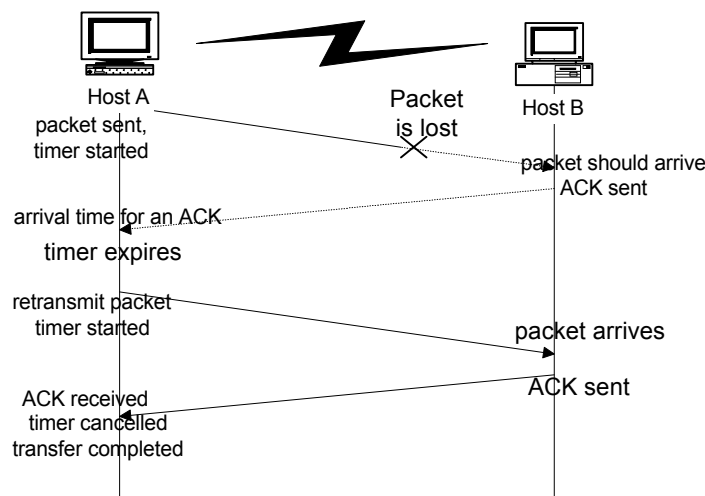 Host A
Packet
is lost
Host B
packet sent,
timer started
packet should arrive
ACK sent
arrival time for an ACK
timer expires
retransmit packet
timer started
packet arrives
ACK sent
ACK received
timer cancelled
transfer completed